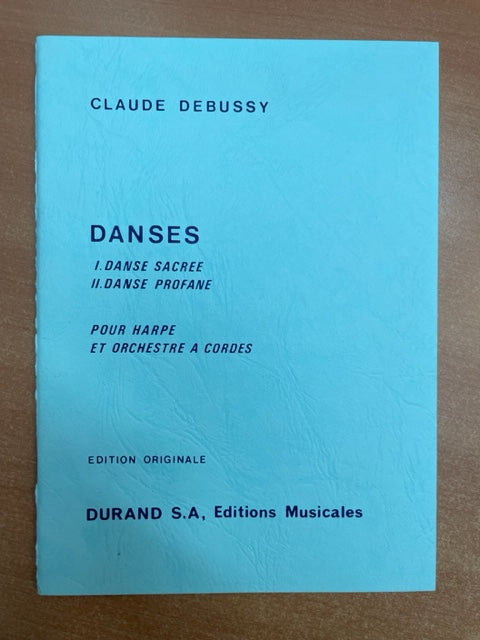 CLAUDE DEBUSSY
DANSES
I. DANSE SACREE
II. DANSE PROFANE
POUR HARPE
ET ORCHESTRE A CORDES
EDITION ORIGINALE
DURAND S.A, Editions Musicales